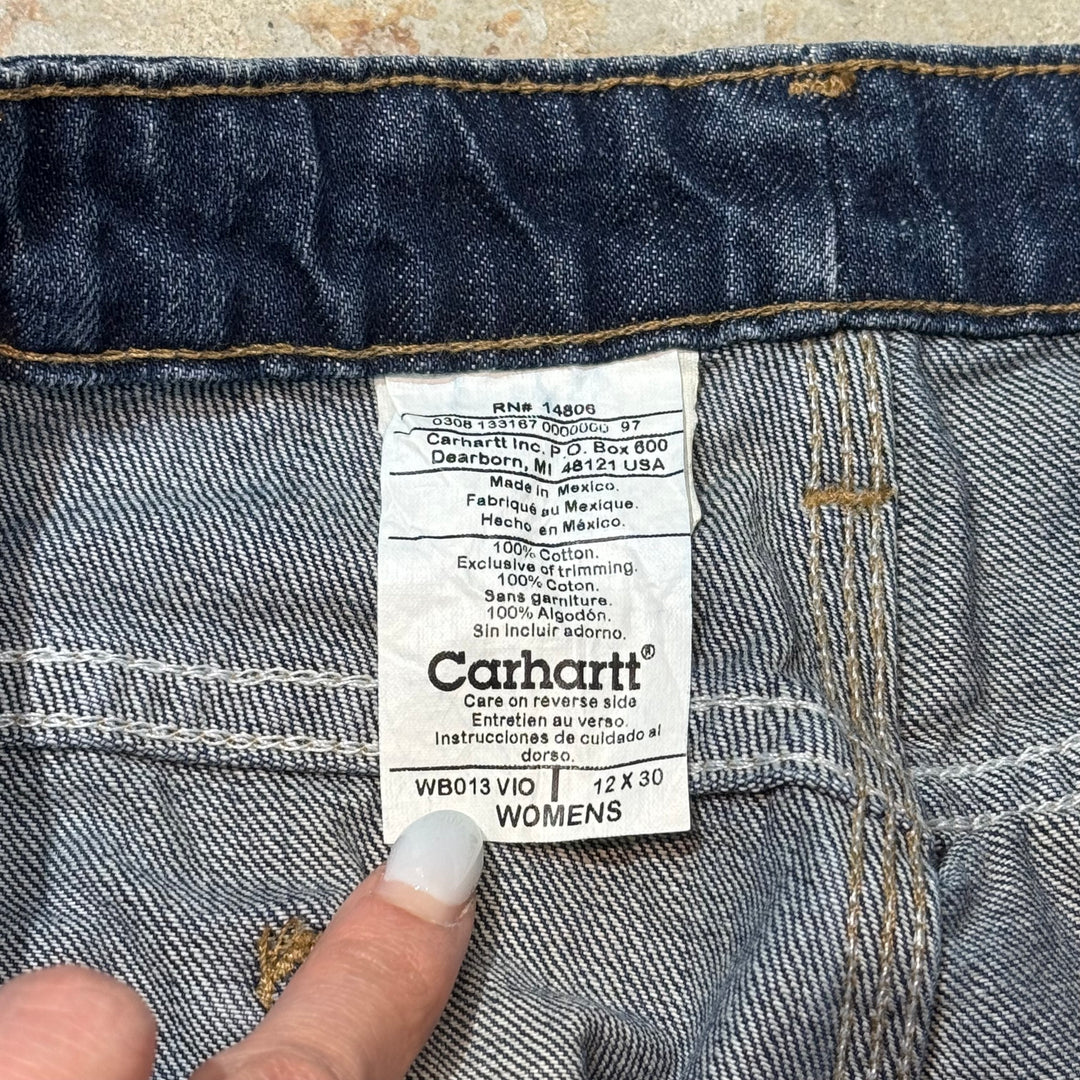 RN# 14806
0308 133167 0000000 97
Carhartt Inc. P.O. Box 600
Dearborn, MI 48121 USA
Made in Mexico.
Fabriqué au Mexique.
Hecho en México.
100% Cotton.
Exclusive of trimming.
100% Coton.
Sans garniture.
100% Algodón.
Sin incluir adorno.
Carhartt®
Care on reverse side
Entretien au verso.
Instrucciones de cuidado al
dorso.
WB013 VIO | 12 X 30
WOMENS